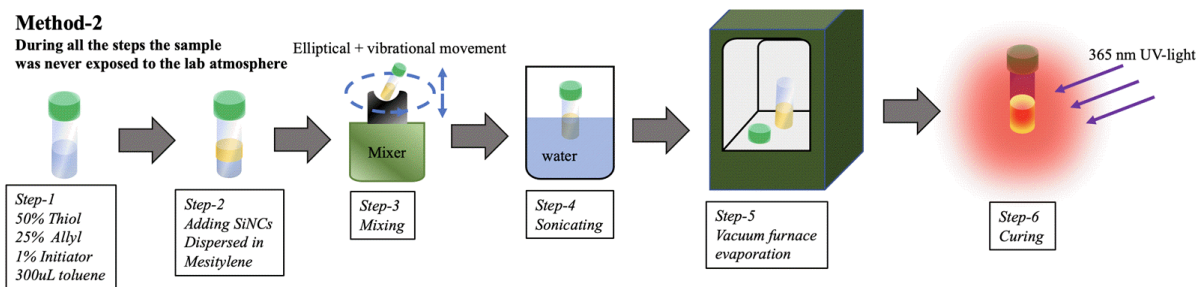 Method-2
During all the steps the sample
was never exposed to the lab atmosphere
Elliptical + vibrational movement
365 nm UV-light
Mixer
water
Step-1
50% Thiol
25% Allyl
1% Initiator
300uL toluene
Step-2
Adding SiNCs
Dispersed in
Mesitylene
Step-3
Mixing
Step-4
Sonicating
Step-5
Vacuum furnace
evaporation
Step-6
Curing